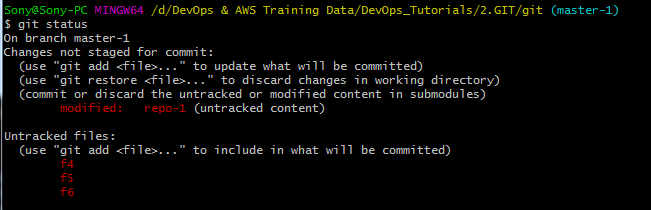 Sony@Sony-PC MINGW64 /d/DevOps & AWS Training Data/DevOps_Tutorials/2.GIT/git (master-1)
$ git status
On branch master-1
Changes not staged for commit:
  (use "git add <file>..." to update what will be committed)
  (use "git restore <file>..." to discard changes in working directory)
  (commit or discard the untracked or modified content in submodules)
        modified:   repo-1 (untracked content)
Untracked files:
  (use "git add <file>..." to include in what will be committed)
        f4
        f5
        f6